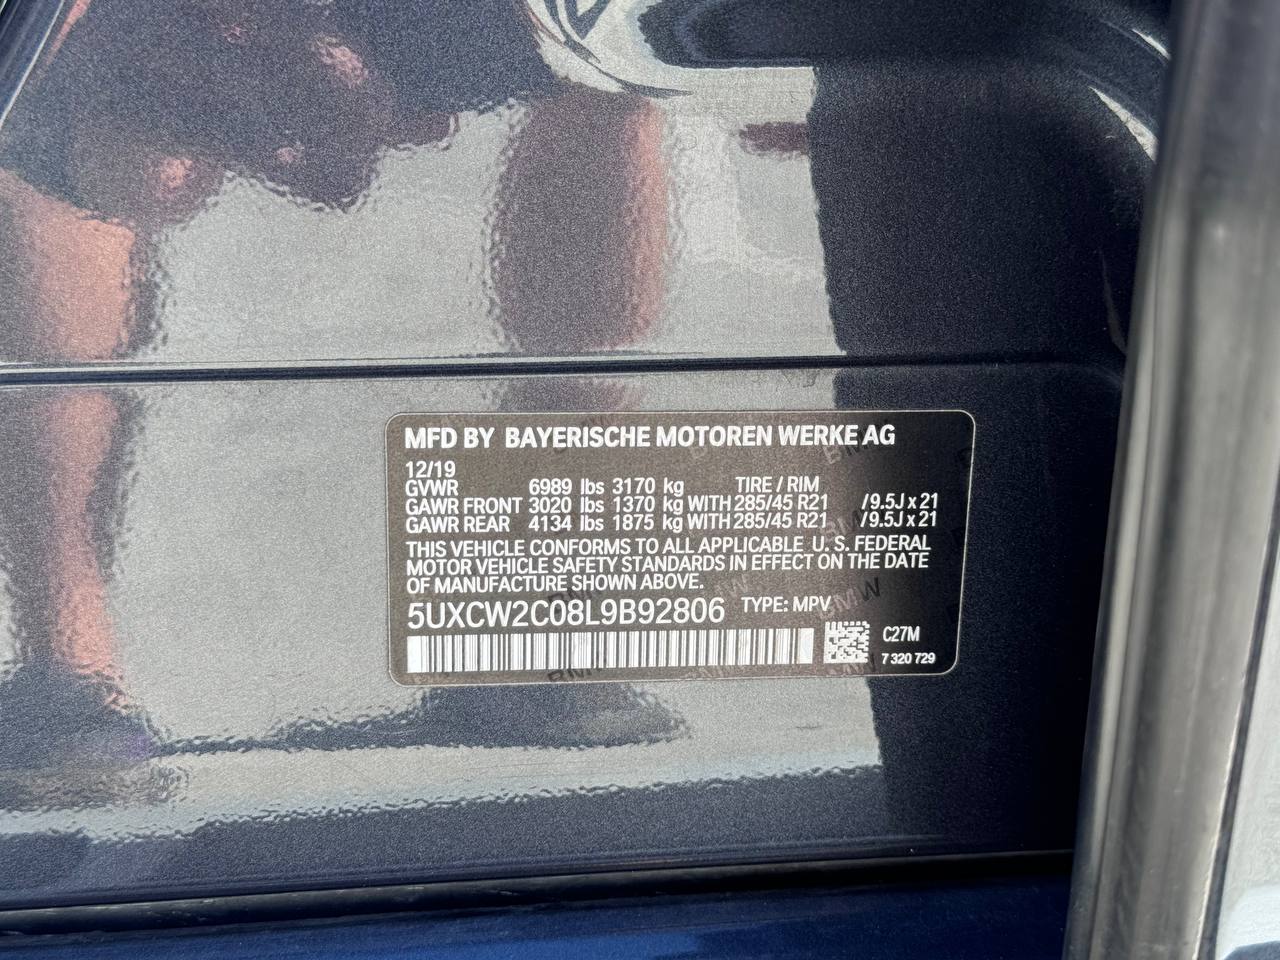 MFD BY BAYERISCHE MOTOREN WERKE AG
12/19
GVWR 6989 lbs 3170 kg TIRE / RIM
GAWR FRONT 3020 lbs 1370 kg WITH 285/45 R21 /9.5J x 21
GAWR REAR 4134 lbs 1875 kg WITH 285/45 R21 /9.5J x 21
THIS VEHICLE CONFORMS TO ALL APPLICABLE U. S. FEDERAL
MOTOR VEHICLE SAFETY STANDARDS IN EFFECT ON THE DATE
OF MANUFACTURE SHOWN ABOVE.
5UXCW2C08L9B92806 TYPE: MPV
C27M
7 320 729